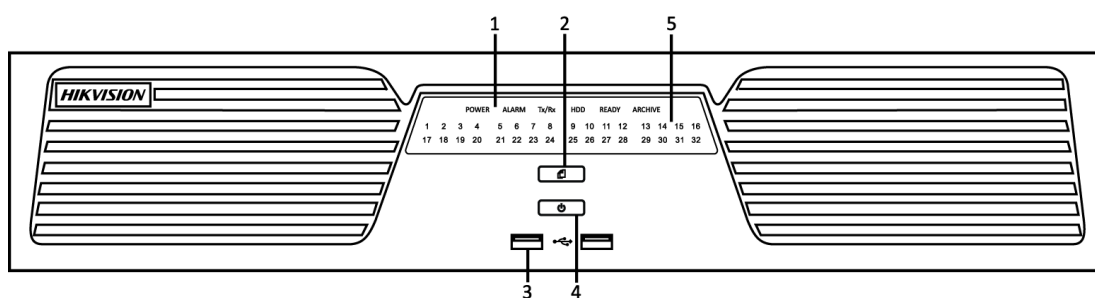 1 2 5
HIKVISION
POWER ALARM Tx/Rx HDD READY ARCHIVE
1 2 3 4 5 6 7 8 9 10 11 12 13 14 15 16
17 18 19 20 21 22 23 24 25 26 27 28 29 30 31 32
3 4